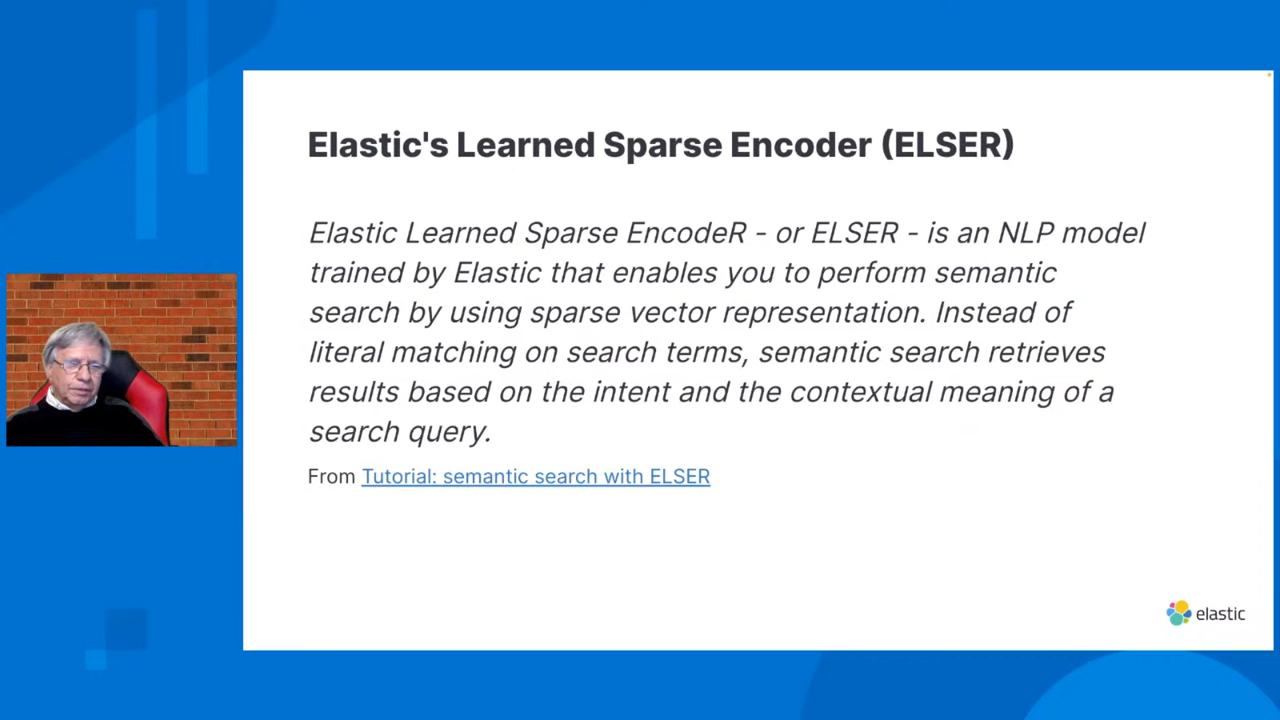 Elastic's Learned Sparse Encoder (ELSER)
Elastic Learned Sparse EncodeR - or ELSER - is an NLP model
trained by Elastic that enables you to perform semantic
search by using sparse vector representation. Instead of
literal matching on search terms, semantic search retrieves
results based on the intent and the contextual meaning of a
search query.
From Tutorial: semantic search with ELSER
elastic